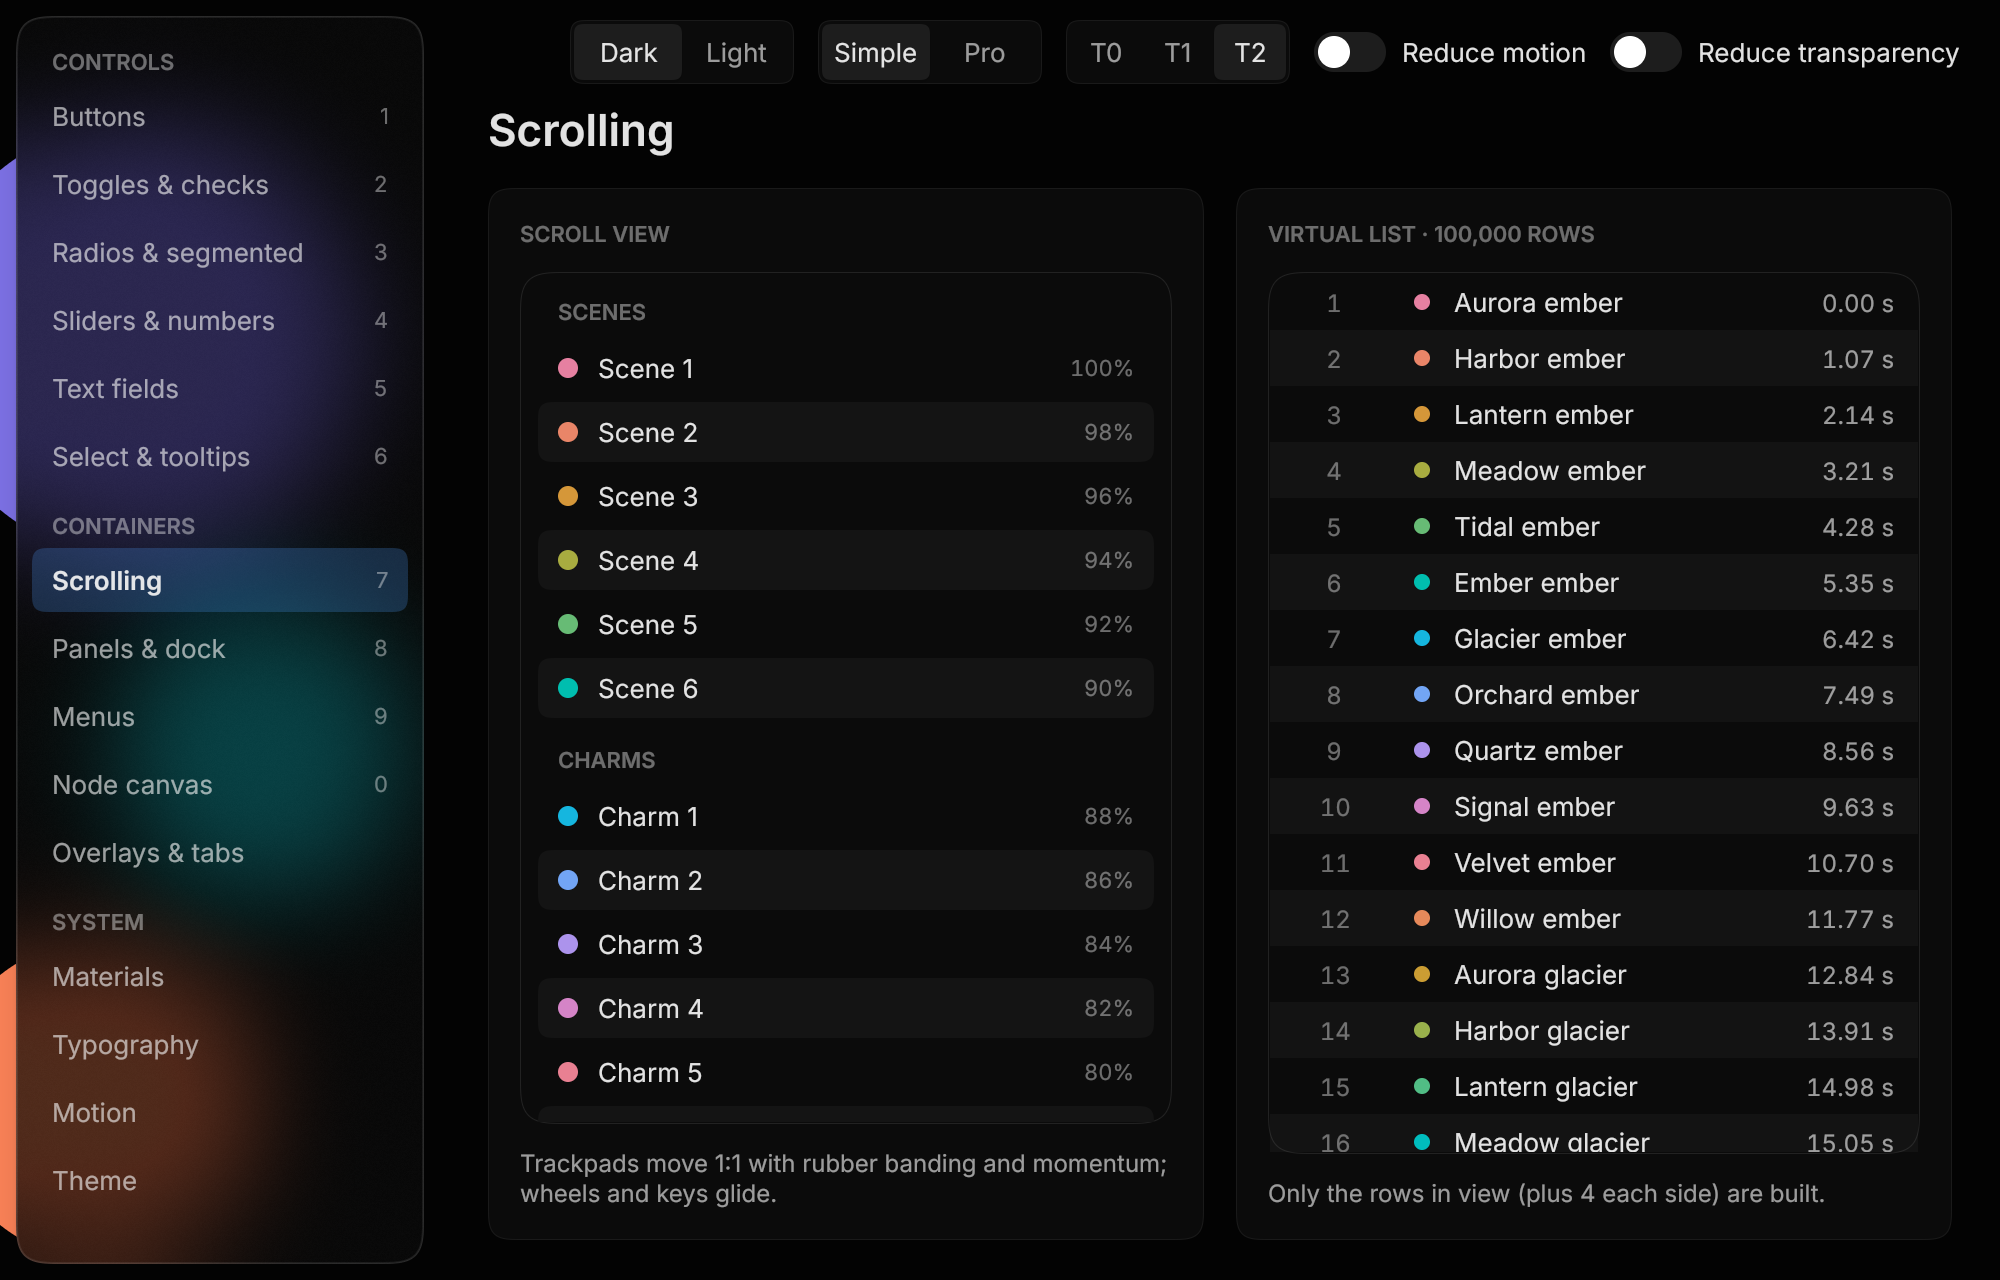 CONTROLS
Buttons 1
Toggles & checks 2
Radios & segmented 3
Sliders & numbers 4
Text fields 5
Select & tooltips 6
CONTAINERS
Scrolling 7
Panels & dock 8
Menus 9
Node canvas 0
Overlays & tabs
SYSTEM
Materials
Typography
Motion
Theme
Dark Light Simple Pro T0 T1 T2 Reduce motion Reduce transparency
Scrolling
SCROLL VIEW
SCENES
Scene 1 100%
Scene 2 98%
Scene 3 96%
Scene 4 94%
Scene 5 92%
Scene 6 90%
CHARMS
Charm 1 88%
Charm 2 86%
Charm 3 84%
Charm 4 82%
Charm 5 80%
Trackpads move 1:1 with rubber banding and momentum;
wheels and keys glide.
VIRTUAL LIST · 100,000 ROWS
1 Aurora ember 0.00 s
2 Harbor ember 1.07 s
3 Lantern ember 2.14 s
4 Meadow ember 3.21 s
5 Tidal ember 4.28 s
6 Ember ember 5.35 s
7 Glacier ember 6.42 s
8 Orchard ember 7.49 s
9 Quartz ember 8.56 s
10 Signal ember 9.63 s
11 Velvet ember 10.70 s
12 Willow ember 11.77 s
13 Aurora glacier 12.84 s
14 Harbor glacier 13.91 s
15 Lantern glacier 14.98 s
16 Meadow glacier 15.05 s
Only the rows in view (plus 4 each side) are built.